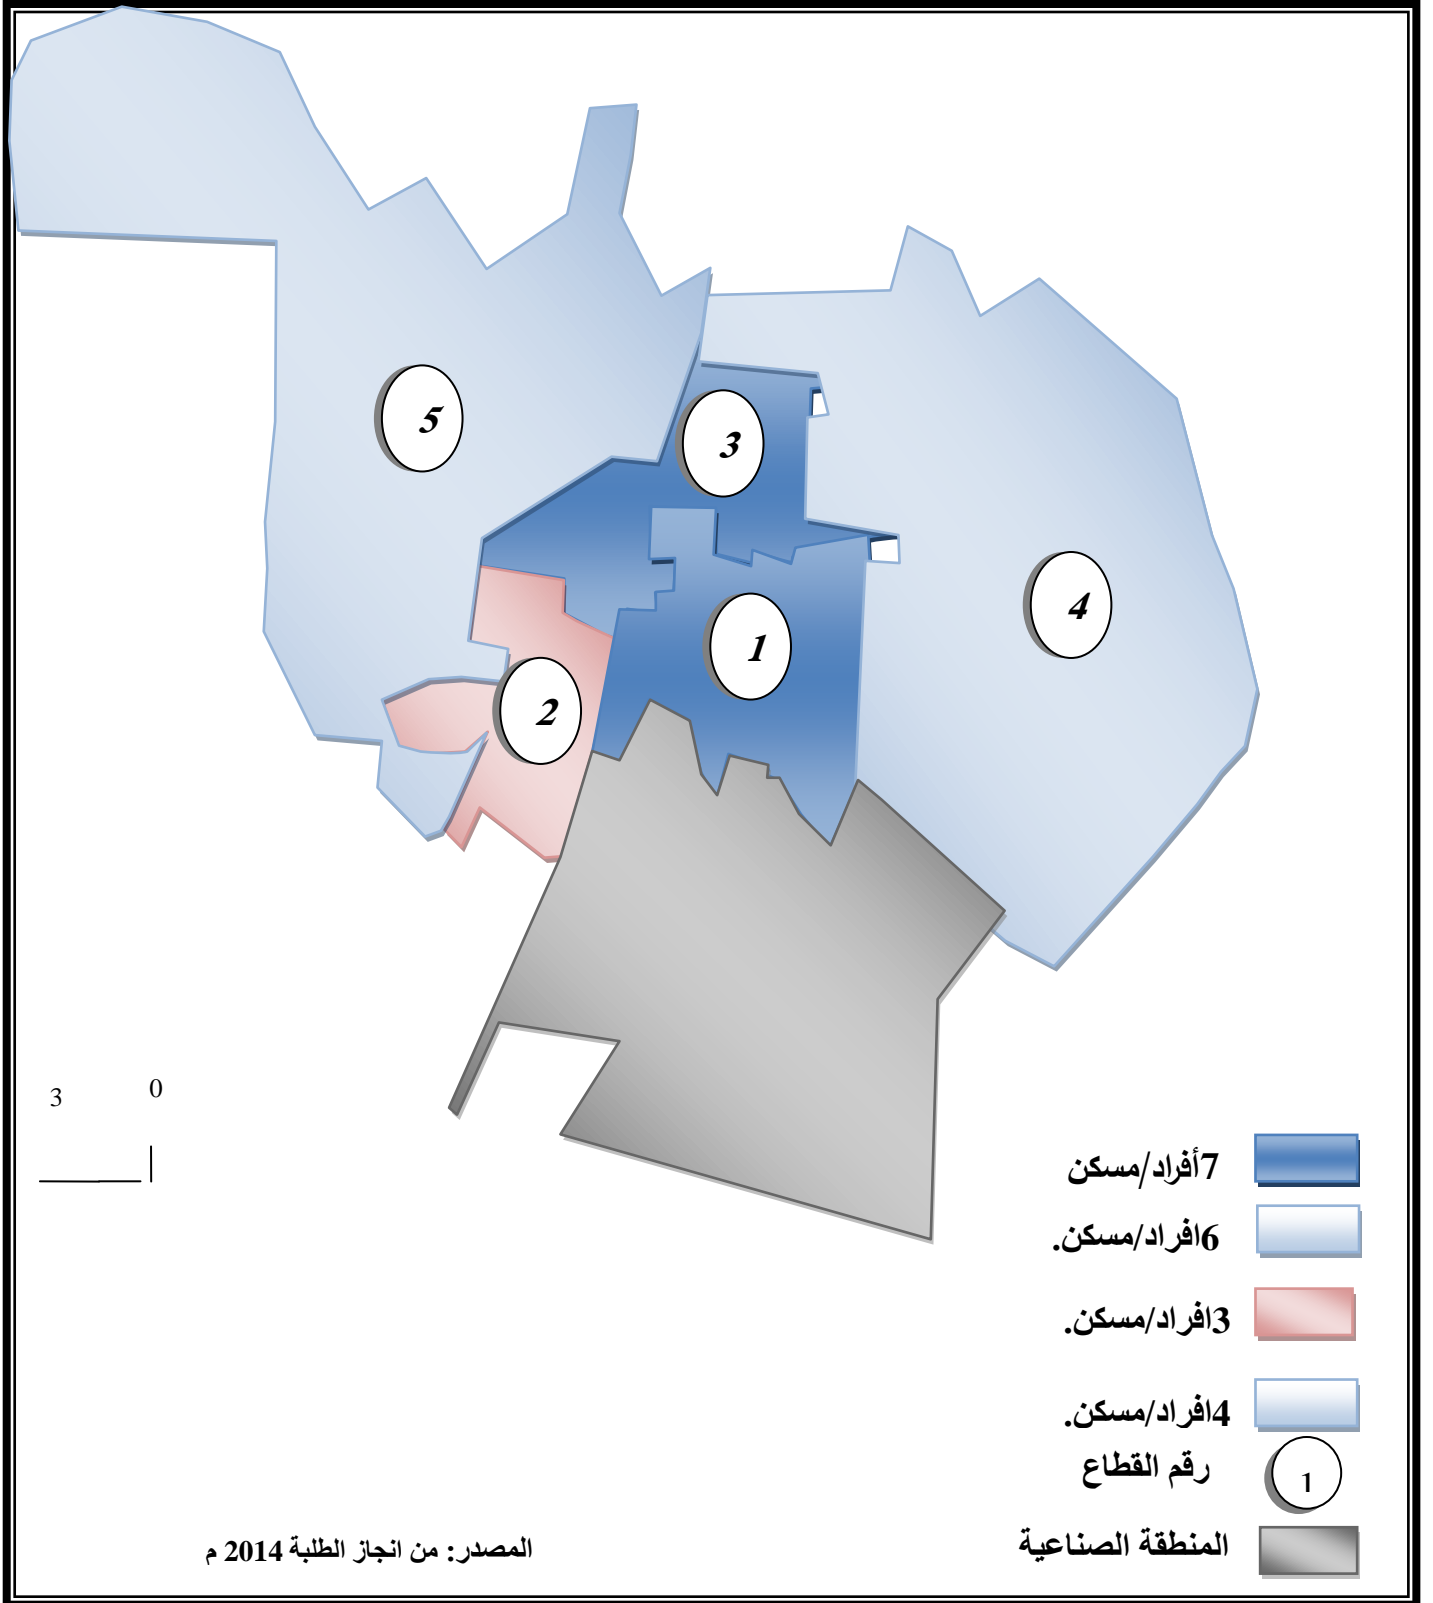 5
3
4
1
2
3 0
7أفراد/مسكن
6افراد/مسكن.
3افراد/مسكن.
4افراد/مسكن.
رقم القطاع
1
المنطقة الصناعية
المصدر: من انجاز الطلبة 2014 م